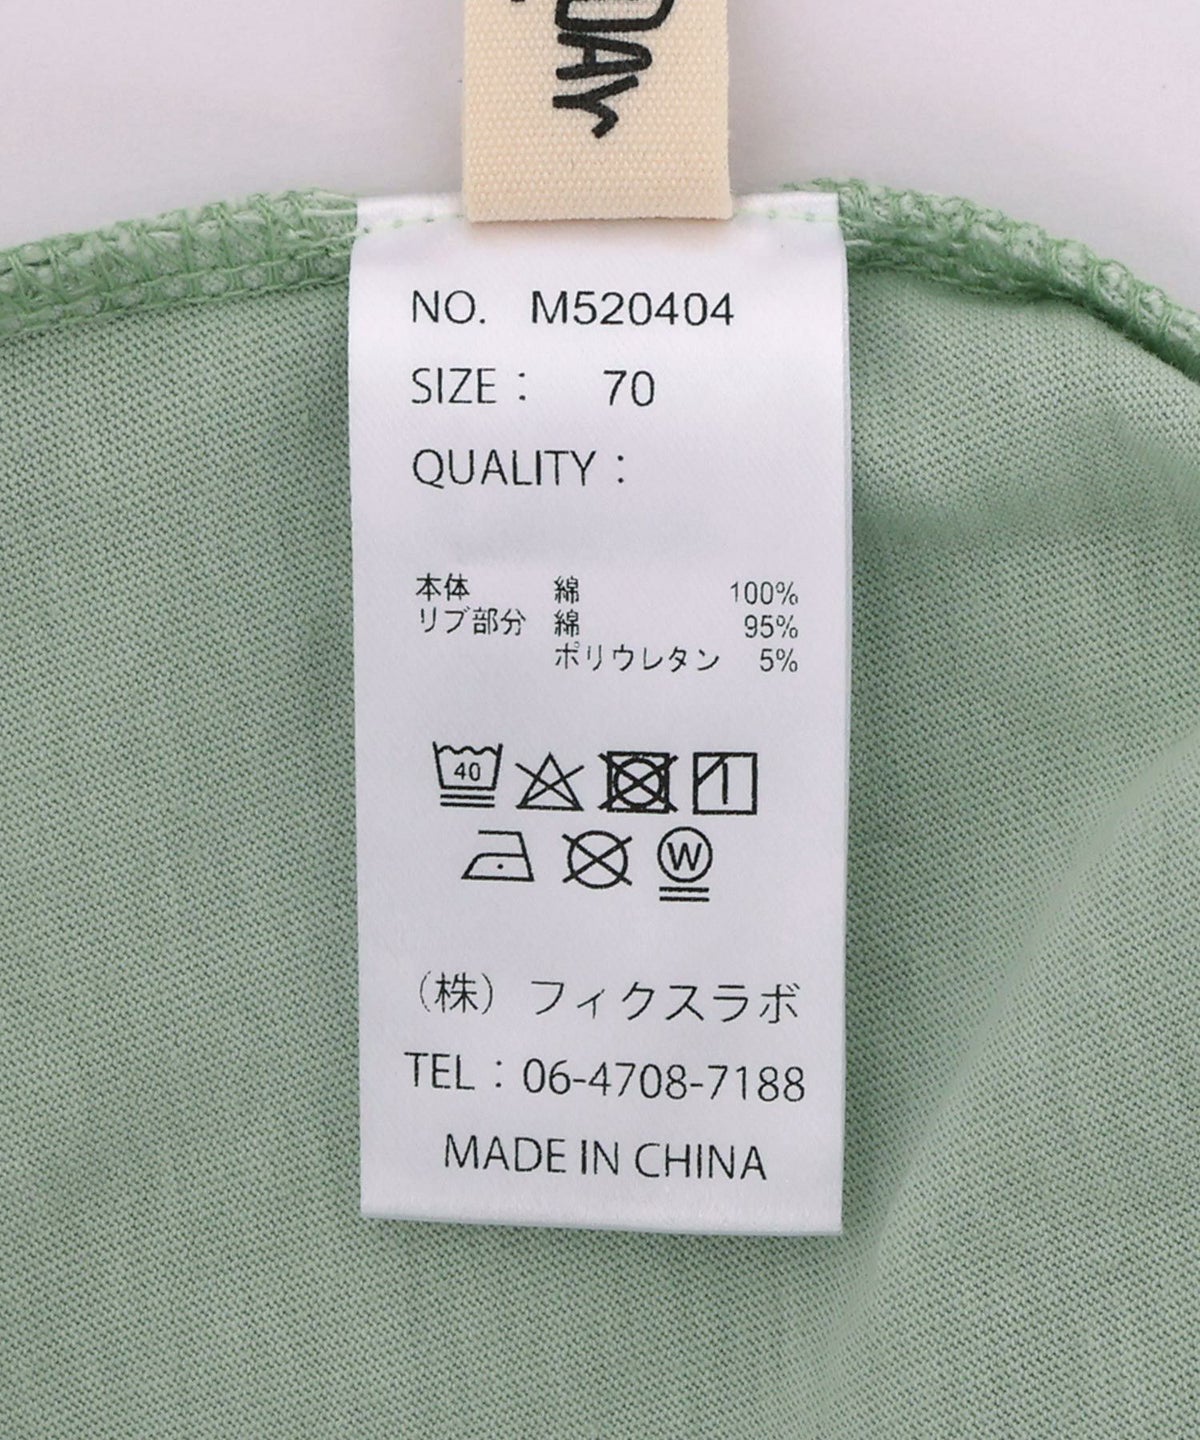 DAY
NO. M520404
SIZE： 70
QUALITY：
本体 綿 100%
リブ部分 綿 95%
ポリウレタン 5%
40
W
（株）フィクスラボ
TEL：06-4708-7188
MADE IN CHINA